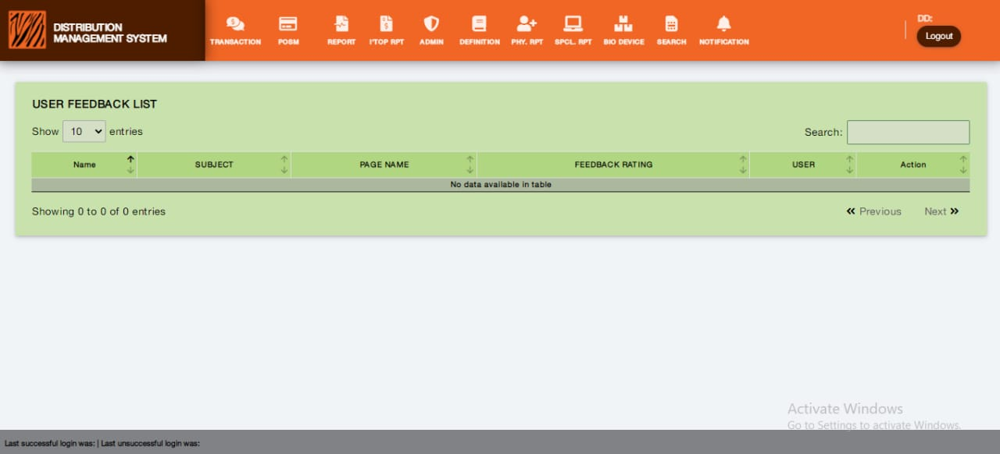 DISTRIBUTION
MANAGEMENT SYSTEM
TRANSACTION POSM REPORT I'TOP RPT ADMIN DEFINITION PHY. RPT SPCL. RPT BIO DEVICE SEARCH NOTIFICATION
DD:
Logout
USER FEEDBACK LIST
Show 10 entries Search:
Name SUBJECT PAGE NAME FEEDBACK RATING USER Action
No data available in table
Showing 0 to 0 of 0 entries Previous Next
Activate Windows
Go to Settings to activate Windows.
Last successful login was: | Last unsuccessful login was: